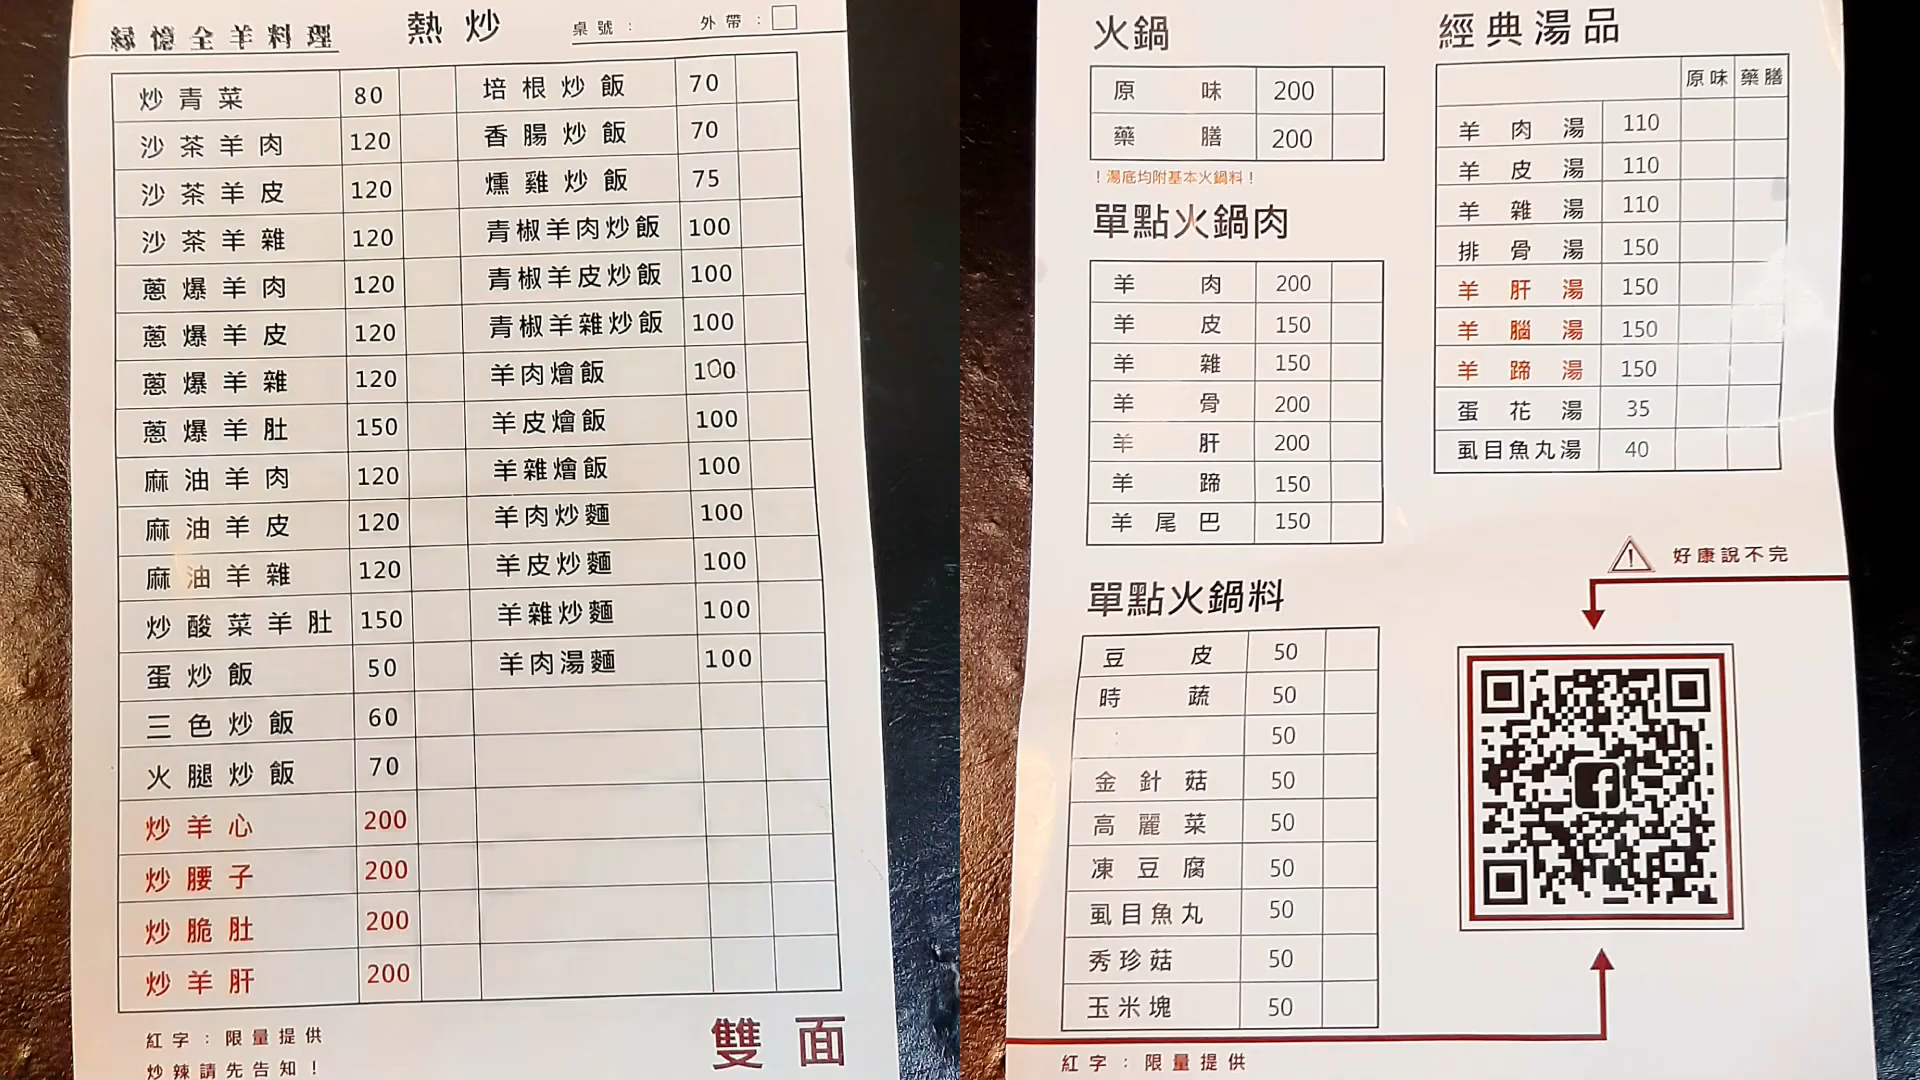 緣憶全羊料理 熱炒 桌號： 外帶：
炒青菜 80 培根炒飯 70
沙茶羊肉 120 香腸炒飯 70
沙茶羊皮 120 燻雞炒飯 75
沙茶羊雜 120 青椒羊肉炒飯 100
蔥爆羊肉 120 青椒羊皮炒飯 100
蔥爆羊皮 120 青椒羊雜炒飯 100
蔥爆羊雜 120 羊肉燴飯 100
蔥爆羊肚 150 羊皮燴飯 100
麻油羊肉 120 羊雜燴飯 100
麻油羊皮 120 羊肉炒麵 100
麻油羊雜 120 羊皮炒麵 100
炒酸菜羊肚 150 羊雜炒麵 100
蛋炒飯 50 羊肉湯麵 100
三色炒飯 60
火腿炒飯 70
炒羊心 200
炒腰子 200
炒脆肚 200
炒羊肝 200
紅字：限量提供
炒辣請先告知！
雙面
火鍋
原味 200
藥膳 200
！湯底均附基本火鍋料！
單點火鍋肉
羊肉 200
羊皮 150
羊雜 150
羊骨 200
羊肝 200
羊蹄 150
羊尾巴 150
單點火鍋料
豆皮 50
時蔬 50
50
金針菇 50
高麗菜 50
凍豆腐 50
虱目魚丸 50
秀珍菇 50
玉米塊 50
紅字：限量提供
經典湯品
原味 藥膳
羊肉湯 110
羊皮湯 110
羊雜湯 110
排骨湯 150
羊肝湯 150
羊腦湯 150
羊蹄湯 150
蛋花湯 35
虱目魚丸湯 40
好康說不完